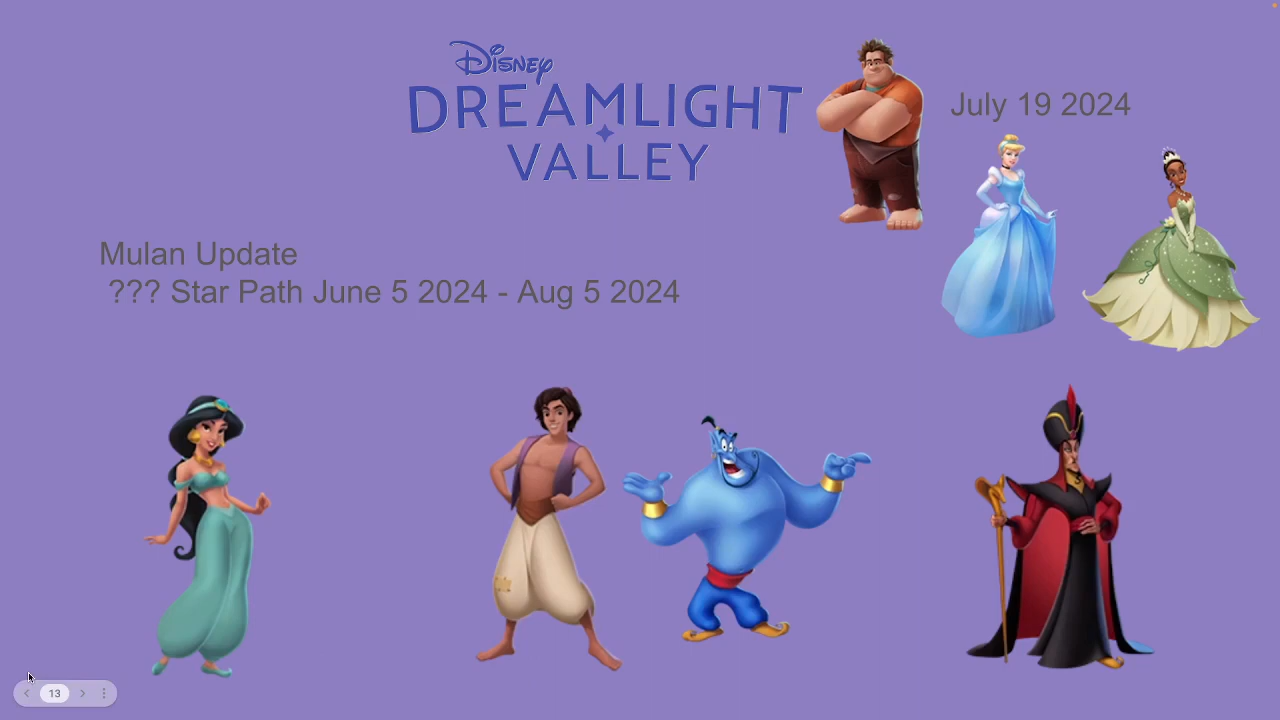 Disney
DREAMLIGHT
VALLEY
July 19 2024
Mulan Update
??? Star Path June 5 2024 - Aug 5 2024
13